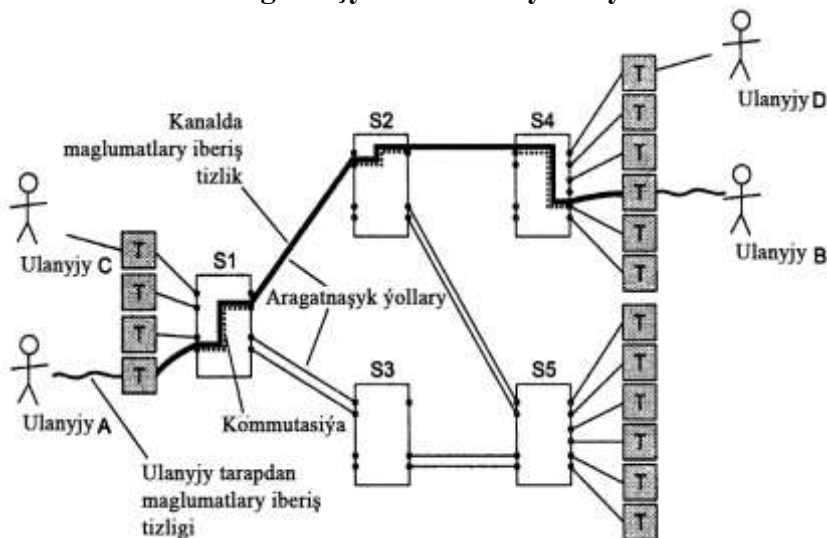 S2
S4
T
Ulanyjy D
Kanalda
maglumatlary iberiş
tizlik
T
T
T
Ulanyjy B
T
T
Ulanyjy C
T
S1
T
Aragatnaşyk ýollary
T
T
S3
S5
T
T
Ulanyjy A
Kommutasiýa
T
T
Ulanyjy tarapdan
maglumatlary iberiş
tizligi
T
T